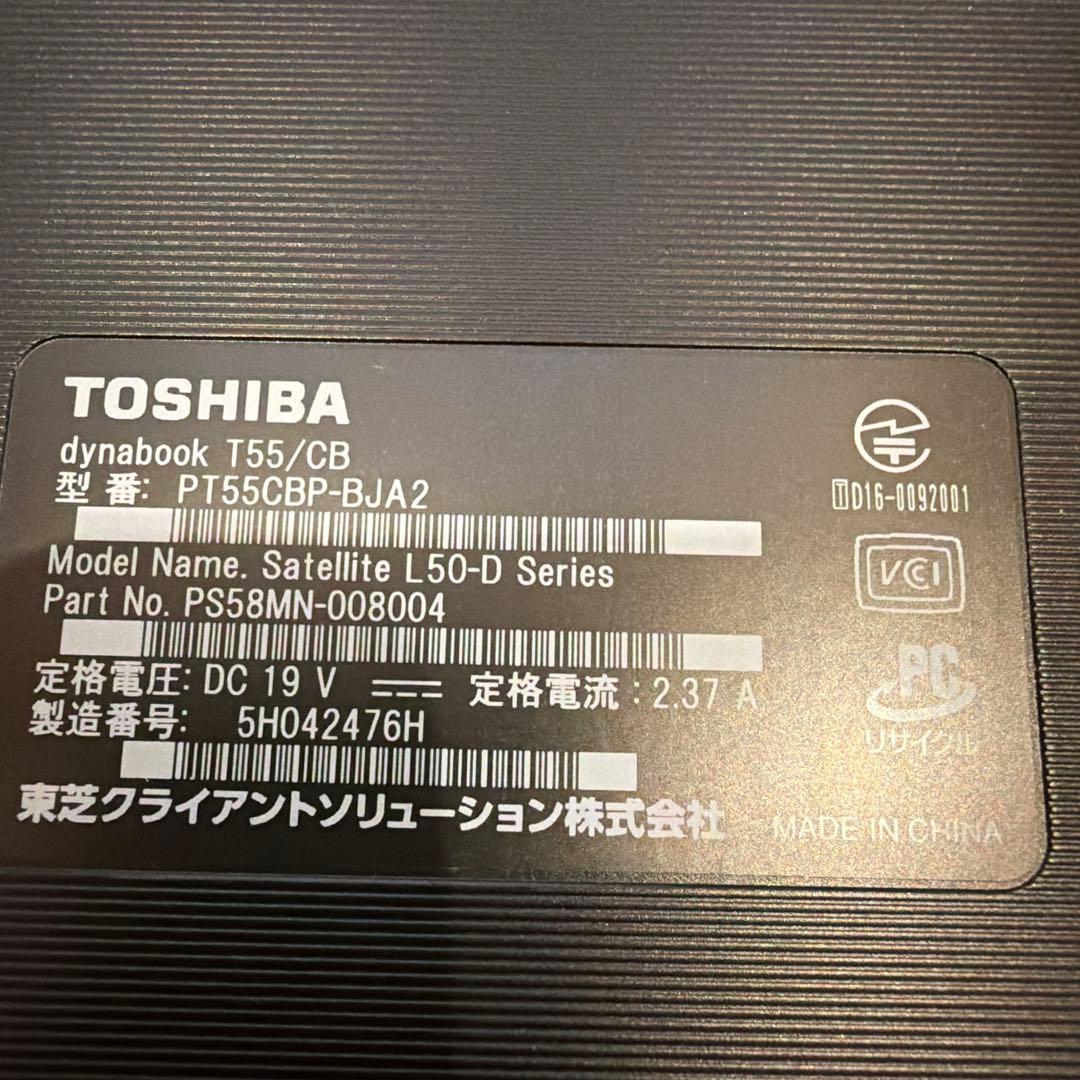 TOSHIBA
dynabook T55/CB
型 番: PT55CBP-BJA2
Model Name. Satellite L50-D Series
Part No. PS58MN-008004
定格電圧: DC 19 V ⎓ 定格電流 : 2.37 A
製造番号: 5H042476H
東芝クライアントソリューション株式会社
T D16-0092001
VCI
PC
リサイクル
MADE IN CHINA